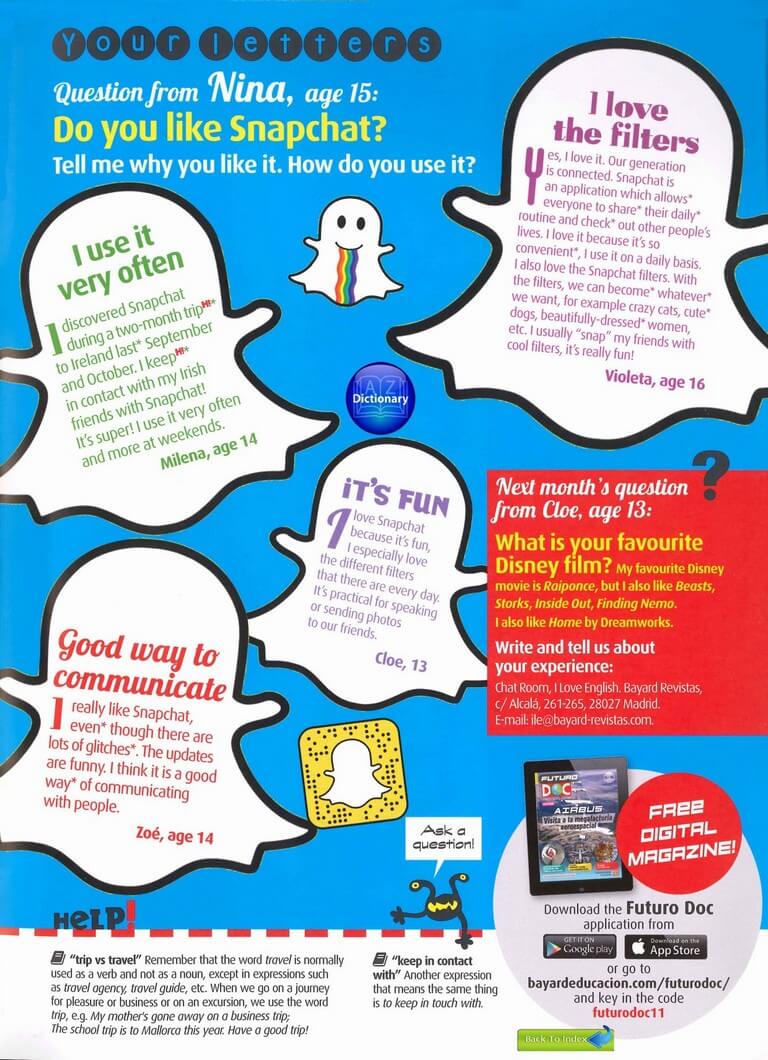 Your letters
Question from Nina, age 15:
Do you like Snapchat?
Tell me why you like it. How do you use it?
I love
the filters
Yes, I love it. Our generation
is connected. Snapchat is
an application which allows*
everyone to share* their daily*
routine and check* out other people's
lives. I love it because it's so
convenient*, I use it on a daily basis.
I also love the Snapchat filters. With
the filters, we can become* whatever*
we want, for example crazy cats, cute*
dogs, beautifully-dressed* women,
etc. I usually “snap” my friends with
cool filters, it's really fun!
Violeta, age 16
I use it
very often
I discovered Snapchat
during a two-month tripH!*
to Ireland last* September
and October. I keepH!*
in contact with my Irish
friends with Snapchat!
It's super! I use it very often
and more at weekends.
Milena, age 14
AZ
Dictionary
iT'S FUN
I love Snapchat
because it's fun,
I especially love
the different filters
that there are every day.
It's practical for speaking
or sending photos
to our friends.
Cloe, 13
Good way to
communicate
I really like Snapchat,
even* though there are
lots of glitches*. The updates
are funny. I think it is a good
way* of communicating
with people.
Zoé, age 14
?
Next month's question
from Cloe, age 13:
What is your favourite
Disney film? My favourite Disney
movie is Raiponce, but I also like Beasts,
Storks, Inside Out, Finding Nemo.
I also like Home by Dreamworks.
Write and tell us about
your experience:
Chat Room, I Love English. Bayard Revistas,
c/ Alcalá, 261-265, 28027 Madrid.
E-mail: ile@bayard-revistas.com.
Ask a
question!
FUTURO
DOC
AIRBUS
Visita a la megafactoría
aeroespacial
FREE
DIGITAL
MAGAZINE!
Download the Futuro Doc
application from
GET IT ON
Google play
Download on the
App Store
or go to
bayardeducacion.com/futurodoc/
and key in the code
futurodoc11
HeLP!
“trip vs travel” Remember that the word travel is normally
used as a verb and not as a noun, except in expressions such
as travel agency, travel guide, etc. When we go on a journey
for pleasure or business or on an excursion, we use the word
trip, e.g. My mother's gone away on a business trip;
The school trip is to Mallorca this year. Have a good trip!
“keep in contact
with” Another expression
that means the same thing
is to keep in touch with.
Back To Index